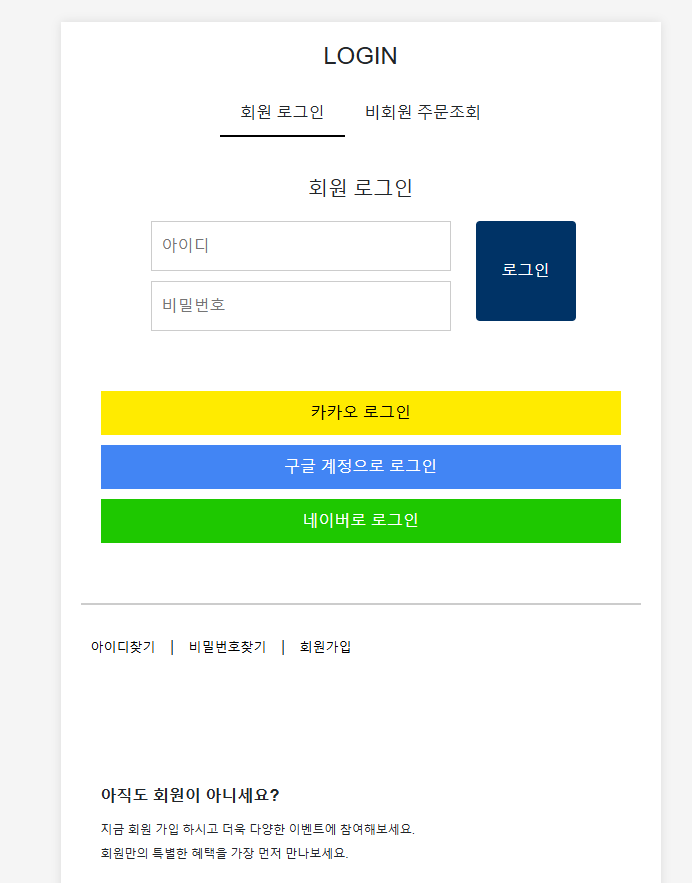 LOGIN
회원 로그인 비회원 주문조회
회원 로그인
아이디
비밀번호
로그인
카카오 로그인
구글 계정으로 로그인
네이버로 로그인
아이디찾기 | 비밀번호찾기 | 회원가입
아직도 회원이 아니세요?
지금 회원 가입 하시고 더욱 다양한 이벤트에 참여해보세요.
회원만의 특별한 혜택을 가장 먼저 만나보세요.